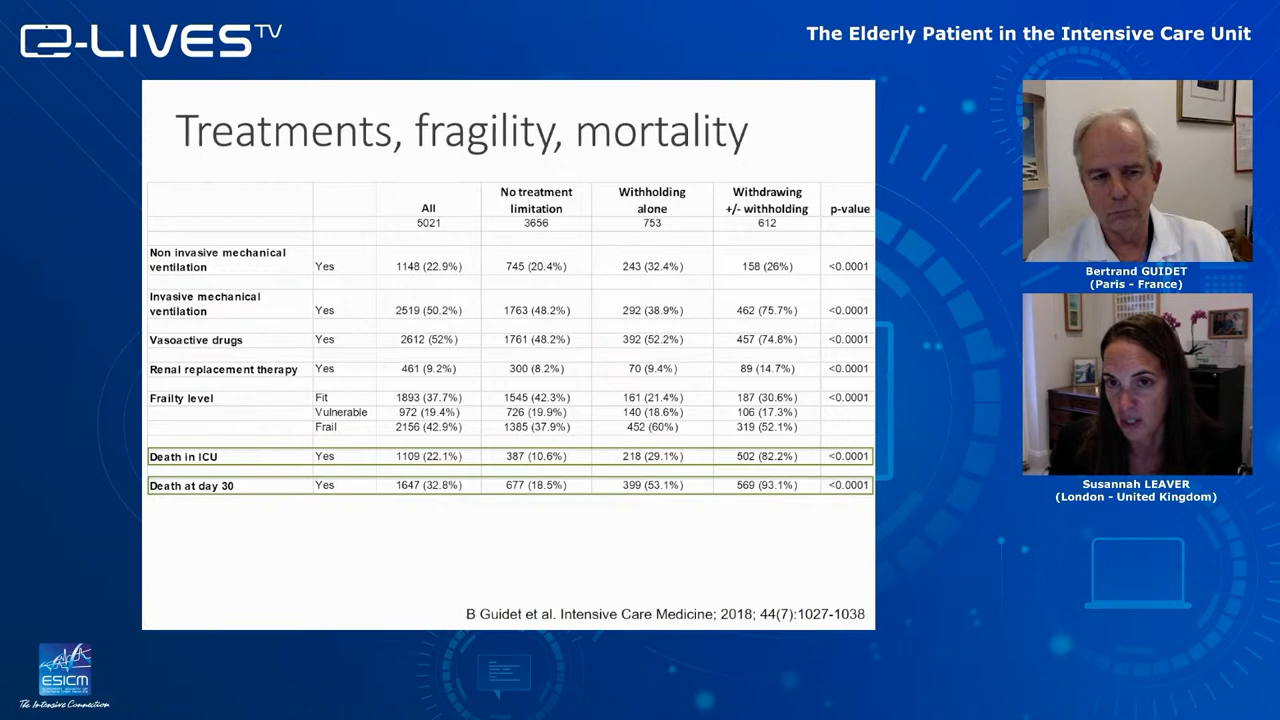 e-LIVES TV
The Elderly Patient in the Intensive Care Unit
Treatments, fragility, mortality
All No treatment limitation Withholding alone Withdrawing +/- withholding p-value
5021 3656 753 612
Non invasive mechanical ventilation Yes 1148 (22.9%) 745 (20.4%) 243 (32.4%) 158 (26%) <0.0001
Invasive mechanical ventilation Yes 2519 (50.2%) 1763 (48.2%) 292 (38.9%) 462 (75.7%) <0.0001
Vasoactive drugs Yes 2612 (52%) 1761 (48.2%) 392 (52.2%) 457 (74.8%) <0.0001
Renal replacement therapy Yes 461 (9.2%) 300 (8.2%) 70 (9.4%) 89 (14.7%) <0.0001
Frailty level Fit 1893 (37.7%) 1545 (42.3%) 161 (21.4%) 187 (30.6%) <0.0001
Vulnerable 972 (19.4%) 726 (19.9%) 140 (18.6%) 106 (17.3%)
Frail 2156 (42.9%) 1385 (37.9%) 452 (60%) 319 (52.1%)
Death in ICU Yes 1109 (22.1%) 387 (10.6%) 218 (29.1%) 502 (82.2%) <0.0001
Death at day 30 Yes 1647 (32.8%) 677 (18.5%) 399 (53.1%) 569 (93.1%) <0.0001
B Guidet et al. Intensive Care Medicine; 2018; 44(7):1027-1038
Bertrand GUIDET
(Paris - France)
Susannah LEAVER
(London - United Kingdom)
ESICM
The Intensive Connection